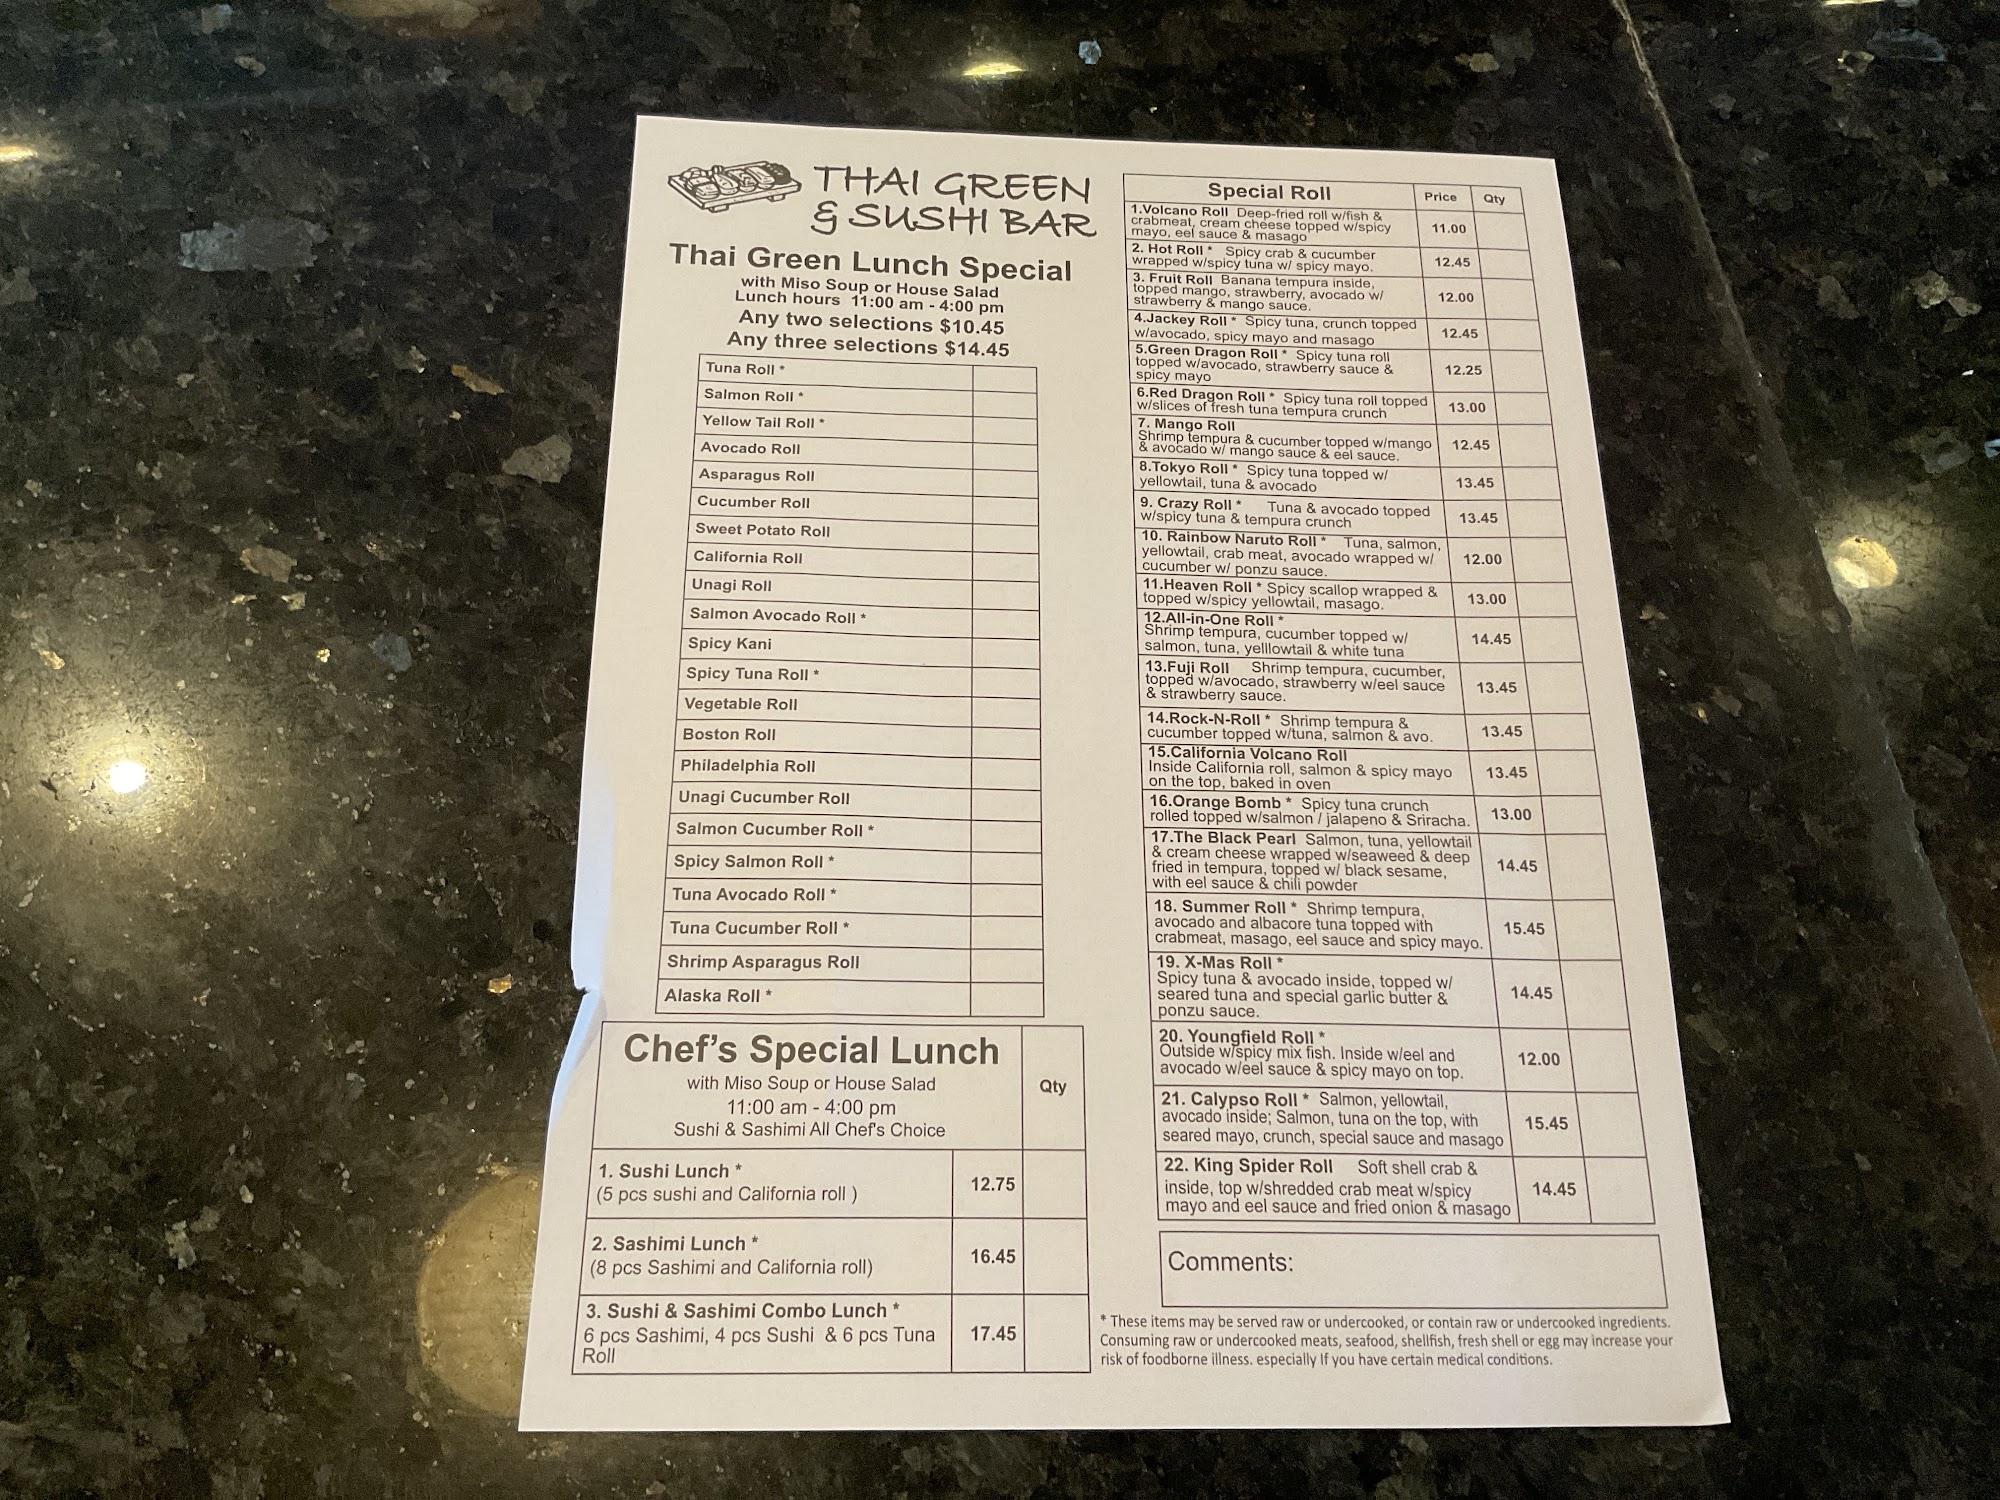 THAI GREEN
& SUSHI BAR
Thai Green Lunch Special
with Miso Soup or House Salad
Lunch hours 11:00 am - 4:00 pm
Any two selections $10.45
Any three selections $14.45
Tuna Roll *
Salmon Roll *
Yellow Tail Roll *
Avocado Roll
Asparagus Roll
Cucumber Roll
Sweet Potato Roll
California Roll
Unagi Roll
Salmon Avocado Roll *
Spicy Kani
Spicy Tuna Roll *
Vegetable Roll
Boston Roll
Philadelphia Roll
Unagi Cucumber Roll
Salmon Cucumber Roll *
Spicy Salmon Roll *
Tuna Avocado Roll *
Tuna Cucumber Roll *
Shrimp Asparagus Roll
Alaska Roll *
Chef's Special Lunch
with Miso Soup or House Salad
11:00 am - 4:00 pm
Sushi & Sashimi All Chef's Choice
Qty
1. Sushi Lunch *
(5 pcs sushi and California roll )
12.75
2. Sashimi Lunch *
(8 pcs Sashimi and California roll)
16.45
3. Sushi & Sashimi Combo Lunch *
6 pcs Sashimi, 4 pcs Sushi & 6 pcs Tuna
Roll
17.45
Special Roll Price Qty
1.Volcano Roll Deep-fried roll w/fish &
crabmeat, cream cheese topped w/spicy
mayo, eel sauce & masago
11.00
2. Hot Roll * Spicy crab & cucumber
wrapped w/spicy tuna w/ spicy mayo.
12.45
3. Fruit Roll Banana tempura inside,
topped mango, strawberry, avocado w/
strawberry & mango sauce.
12.00
4.Jackey Roll * Spicy tuna, crunch topped
w/avocado, spicy mayo and masago
12.45
5.Green Dragon Roll * Spicy tuna roll
topped w/avocado, strawberry sauce &
spicy mayo
12.25
6.Red Dragon Roll * Spicy tuna roll topped
w/slices of fresh tuna tempura crunch
13.00
7. Mango Roll
Shrimp tempura & cucumber topped w/mango
& avocado w/ mango sauce & eel sauce.
12.45
8.Tokyo Roll * Spicy tuna topped w/
yellowtail, tuna & avocado
13.45
9. Crazy Roll * Tuna & avocado topped
w/spicy tuna & tempura crunch
13.45
10. Rainbow Naruto Roll * Tuna, salmon,
yellowtail, crab meat, avocado wrapped w/
cucumber w/ ponzu sauce.
12.00
11.Heaven Roll * Spicy scallop wrapped &
topped w/spicy yellowtail, masago.
13.00
12.All-in-One Roll *
Shrimp tempura, cucumber topped w/
salmon, tuna, yelllowtail & white tuna
14.45
13.Fuji Roll Shrimp tempura, cucumber,
topped w/avocado, strawberry w/eel sauce
& strawberry sauce.
13.45
14.Rock-N-Roll * Shrimp tempura &
cucumber topped w/tuna, salmon & avo.
13.45
15.California Volcano Roll
Inside California roll, salmon & spicy mayo
on the top, baked in oven
13.45
16.Orange Bomb * Spicy tuna crunch
rolled topped w/salmon / jalapeno & Sriracha.
13.00
17.The Black Pearl Salmon, tuna, yellowtail
& cream cheese wrapped w/seaweed & deep
fried in tempura, topped w/ black sesame,
with eel sauce & chili powder
14.45
18. Summer Roll * Shrimp tempura,
avocado and albacore tuna topped with
crabmeat, masago, eel sauce and spicy mayo.
15.45
19. X-Mas Roll *
Spicy tuna & avocado inside, topped w/
seared tuna and special garlic butter &
ponzu sauce.
14.45
20. Youngfield Roll *
Outside w/spicy mix fish. Inside w/eel and
avocado w/eel sauce & spicy mayo on top.
12.00
21. Calypso Roll * Salmon, yellowtail,
avocado inside; Salmon, tuna on the top, with
seared mayo, crunch, special sauce and masago
15.45
22. King Spider Roll Soft shell crab &
inside, top w/shredded crab meat w/spicy
mayo and eel sauce and fried onion & masago
14.45
Comments:
* These items may be served raw or undercooked, or contain raw or undercooked ingredients.
Consuming raw or undercooked meats, seafood, shellfish, fresh shell or egg may increase your
risk of foodborne illness. especially If you have certain medical conditions.